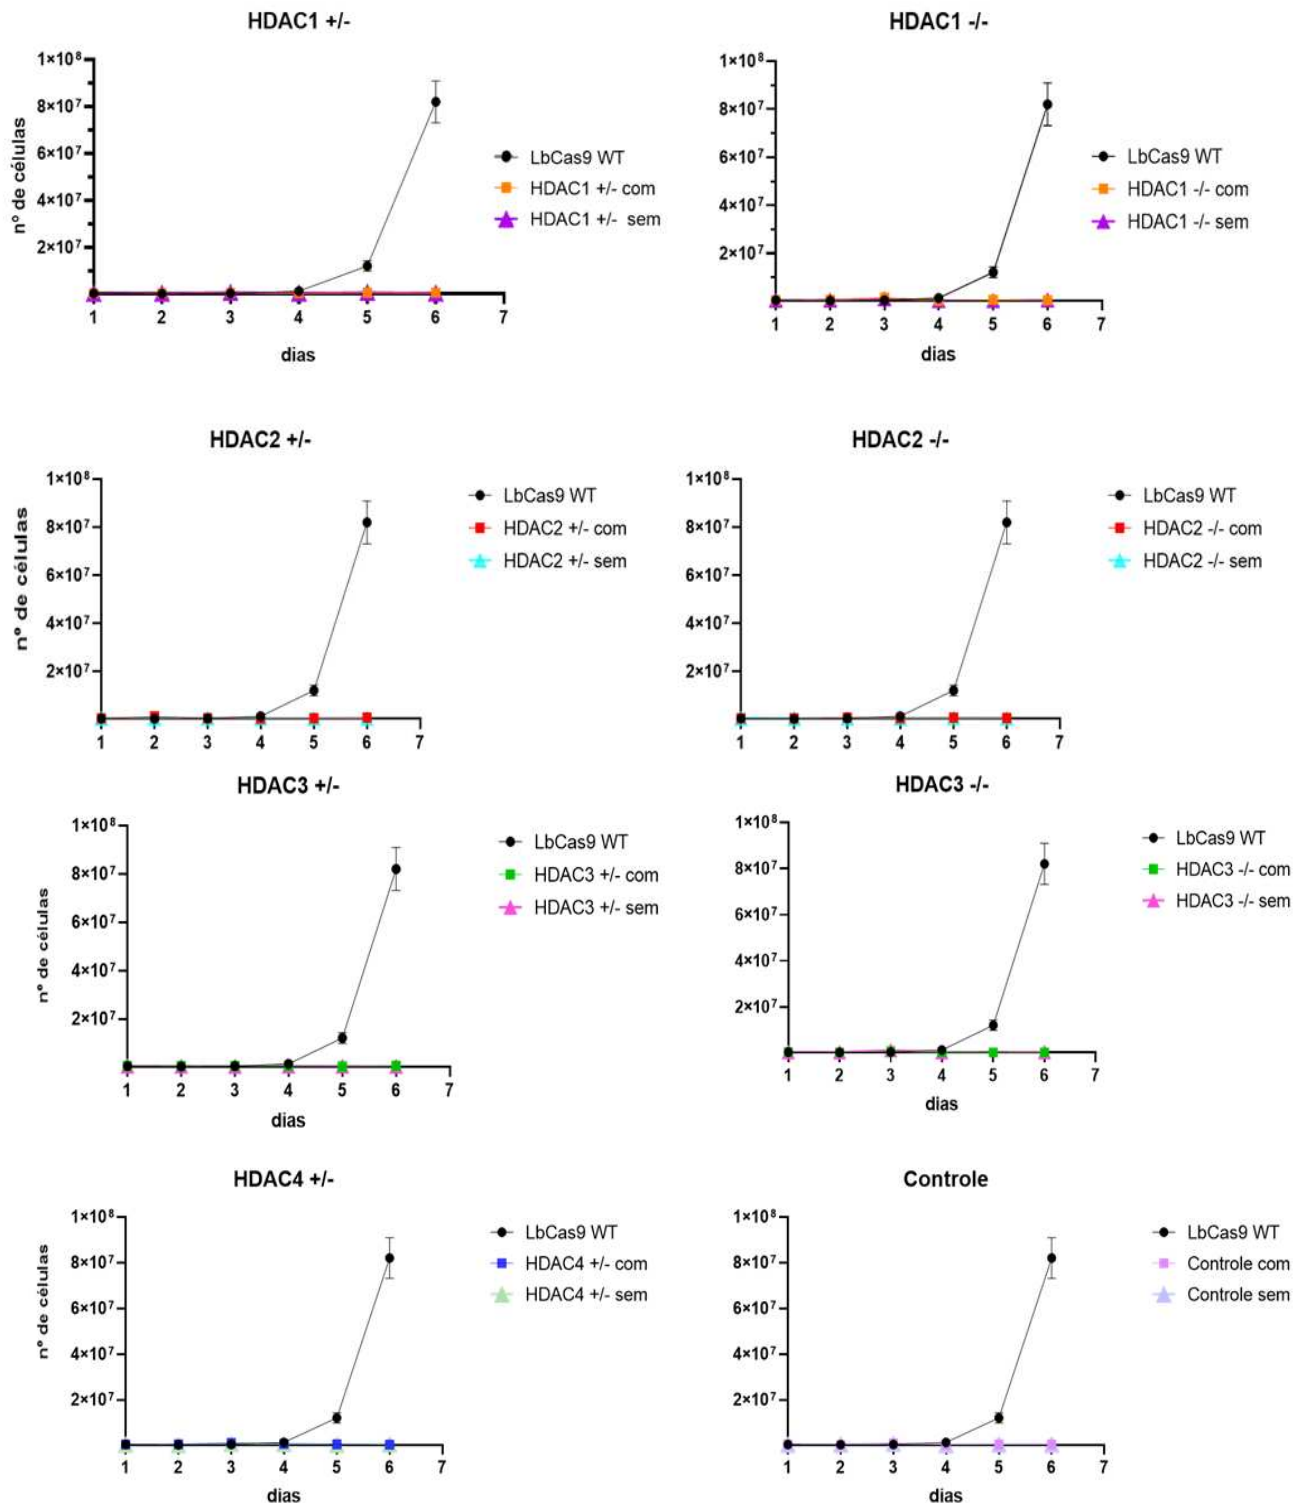 HDAC1 +/-
1×10⁸
8×10⁷
6×10⁷
4×10⁷
2×10⁷
nº de células
1 2 3 4 5 6 7
dias
LbCas9 WT
HDAC1 +/- com
HDAC1 +/- sem
HDAC1 -/-
1×10⁸
8×10⁷
6×10⁷
4×10⁷
2×10⁷
1 2 3 4 5 6 7
dias
LbCas9 WT
HDAC1 -/- com
HDAC1 -/- sem
HDAC2 +/-
1×10⁸
8×10⁷
6×10⁷
4×10⁷
2×10⁷
nº de células
1 2 3 4 5 6 7
LbCas9 WT
HDAC2 +/- com
HDAC2 +/- sem
HDAC2 -/-
1×10⁸
8×10⁷
6×10⁷
4×10⁷
2×10⁷
1 2 3 4 5 6 7
LbCas9 WT
HDAC2 -/- com
HDAC2 -/- sem
HDAC3 +/-
1×10⁸
8×10⁷
6×10⁷
4×10⁷
2×10⁷
nº de células
1 2 3 4 5 6 7
dias
LbCas9 WT
HDAC3 +/- com
HDAC3 +/- sem
HDAC3 -/-
1×10⁸
8×10⁷
6×10⁷
4×10⁷
2×10⁷
1 2 3 4 5 6 7
dias
LbCas9 WT
HDAC3 -/- com
HDAC3 -/- sem
HDAC4 +/-
1×10⁸
8×10⁷
6×10⁷
4×10⁷
2×10⁷
nº de células
1 2 3 4 5 6 7
dias
LbCas9 WT
HDAC4 +/- com
HDAC4 +/- sem
Controle
1×10⁸
8×10⁷
6×10⁷
4×10⁷
2×10⁷
1 2 3 4 5 6 7
dias
LbCas9 WT
Controle com
Controle sem